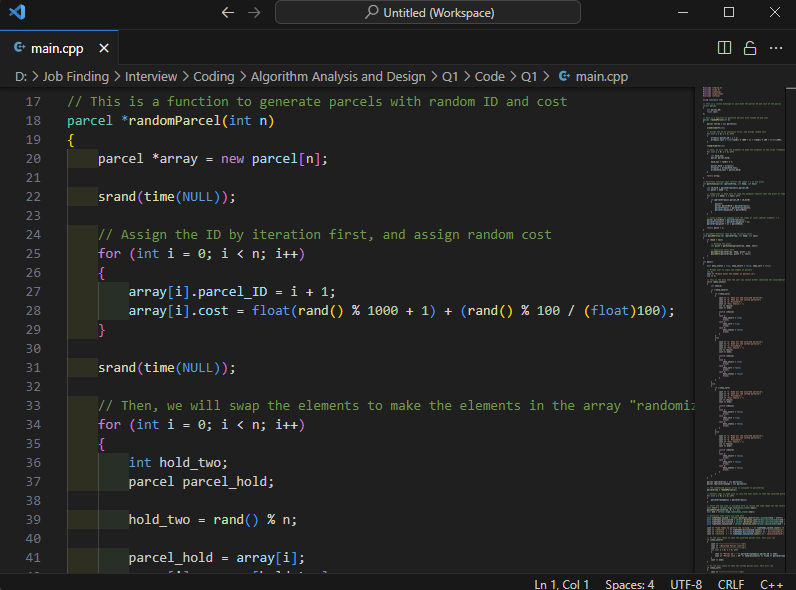 Untitled (Workspace)
main.cpp
D: > Job Finding > Interview > Coding > Algorithm Analysis and Design > Q1 > Code > Q1 > main.cpp
17 // This is a function to generate parcels with random ID and cost
18 parcel *randomParcel(int n)
19 {
20 parcel *array = new parcel[n];
21
22 srand(time(NULL));
23
24 // Assign the ID by iteration first, and assign random cost
25 for (int i = 0; i < n; i++)
26 {
27 array[i].parcel_ID = i + 1;
28 array[i].cost = float(rand() % 1000 + 1) + (rand() % 100 / (float)100);
29 }
30
31 srand(time(NULL));
32
33 // Then, we will swap the elements to make the elements in the array "randomiz
34 for (int i = 0; i < n; i++)
35 {
36 int hold_two;
37 parcel parcel_hold;
38
39 hold_two = rand() % n;
40
41 parcel_hold = array[i];
Ln 1, Col 1 Spaces: 4 UTF-8 CRLF C++